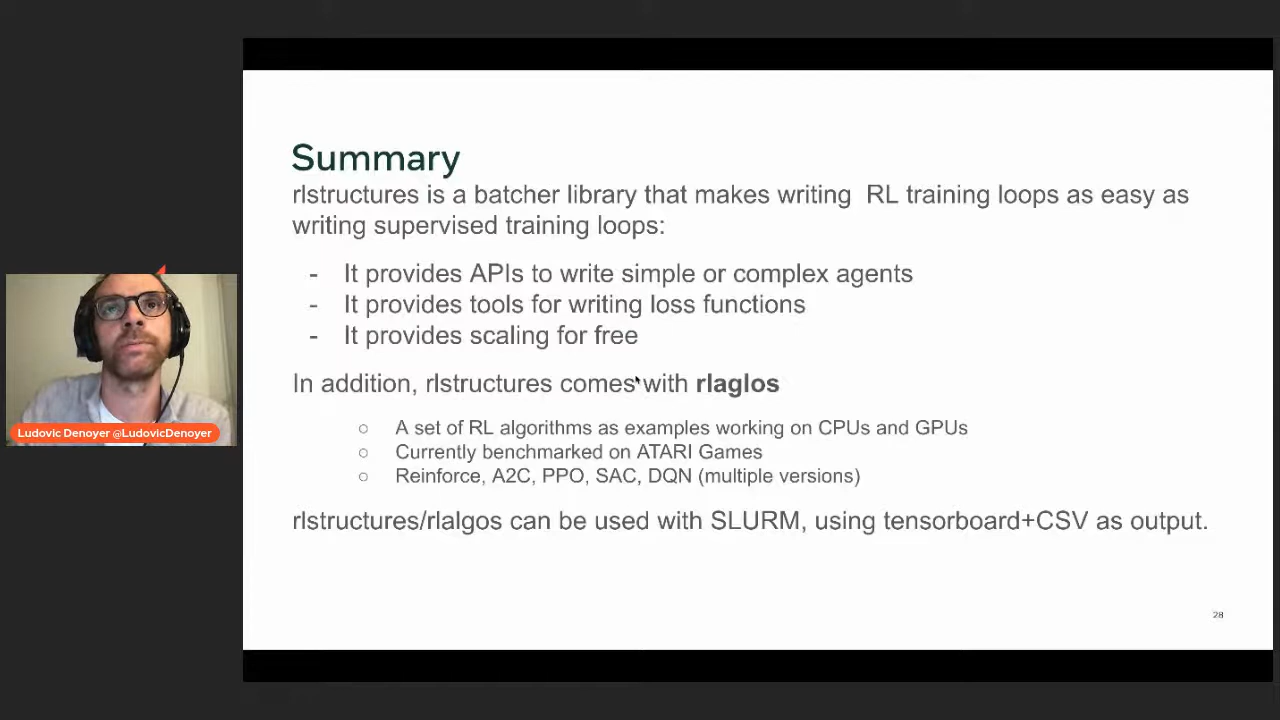 Summary
rlstructures is a batcher library that makes writing  RL training loops as easy as
writing supervised training loops:
- It provides APIs to write simple or complex agents
- It provides tools for writing loss functions
- It provides scaling for free
In addition, rlstructures comes with rlaglos
○ A set of RL algorithms as examples working on CPUs and GPUs
○ Currently benchmarked on ATARI Games
○ Reinforce, A2C, PPO, SAC, DQN (multiple versions)
Ludovic Denoyer @LudovicDenoyer
rlstructures/rlalgos can be used with SLURM, using tensorboard+CSV as output.
28